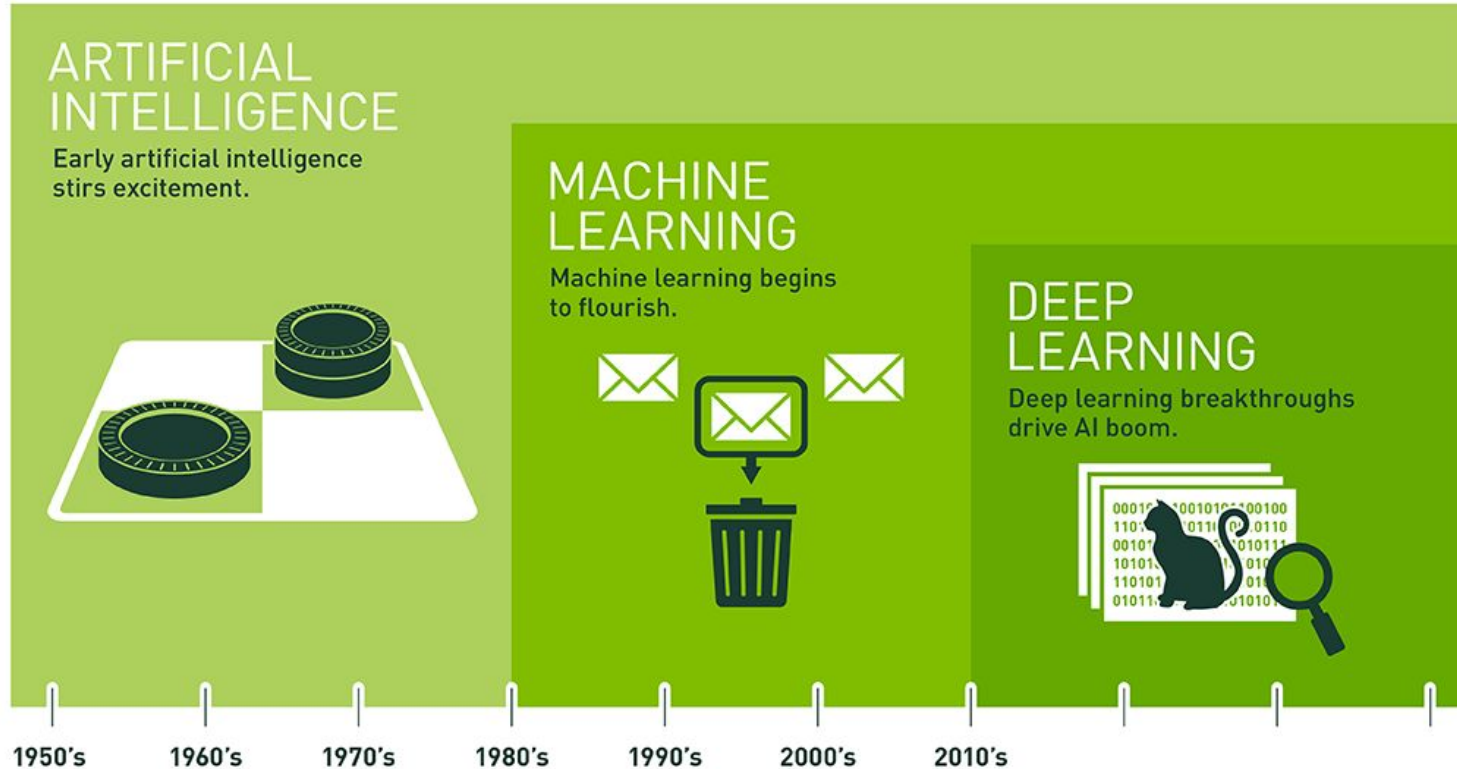 ARTIFICIAL
INTELLIGENCE
Early artificial intelligence
stirs excitement.
MACHINE
LEARNING
Machine learning begins
to flourish.
DEEP
LEARNING
Deep learning breakthroughs
drive AI boom.
1950's 1960's 1970's 1980's 1990's 2000's 2010's